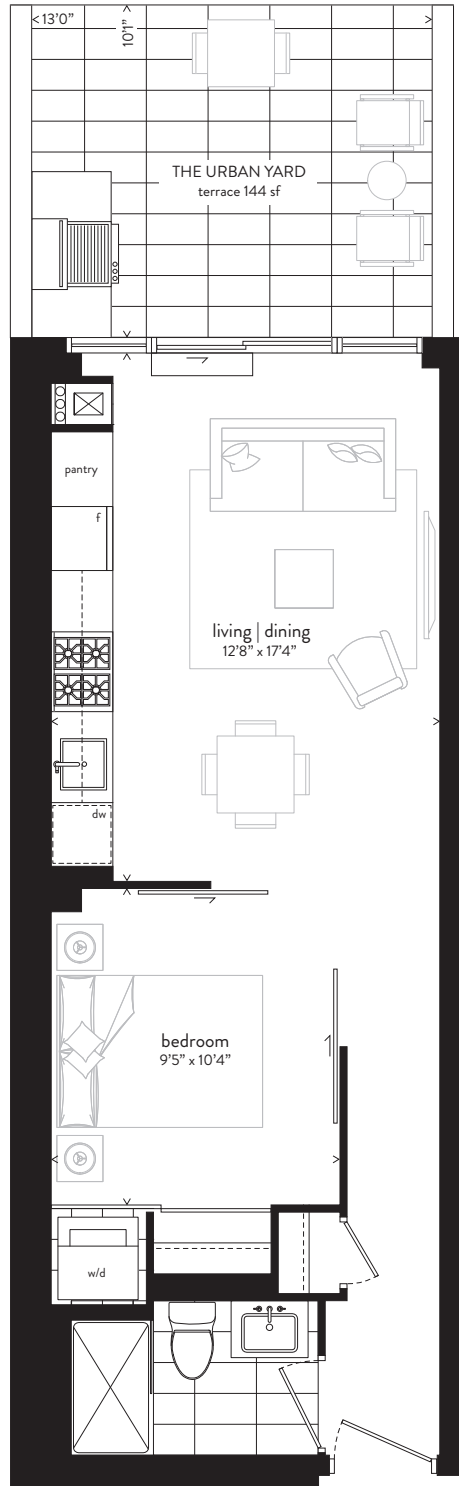 13'0"
10'1"
THE URBAN YARD
terrace 144 sf
pantry
f
living | dining
12'8" x 17'4"
dw
bedroom
9'5" x 10'4"
w/d